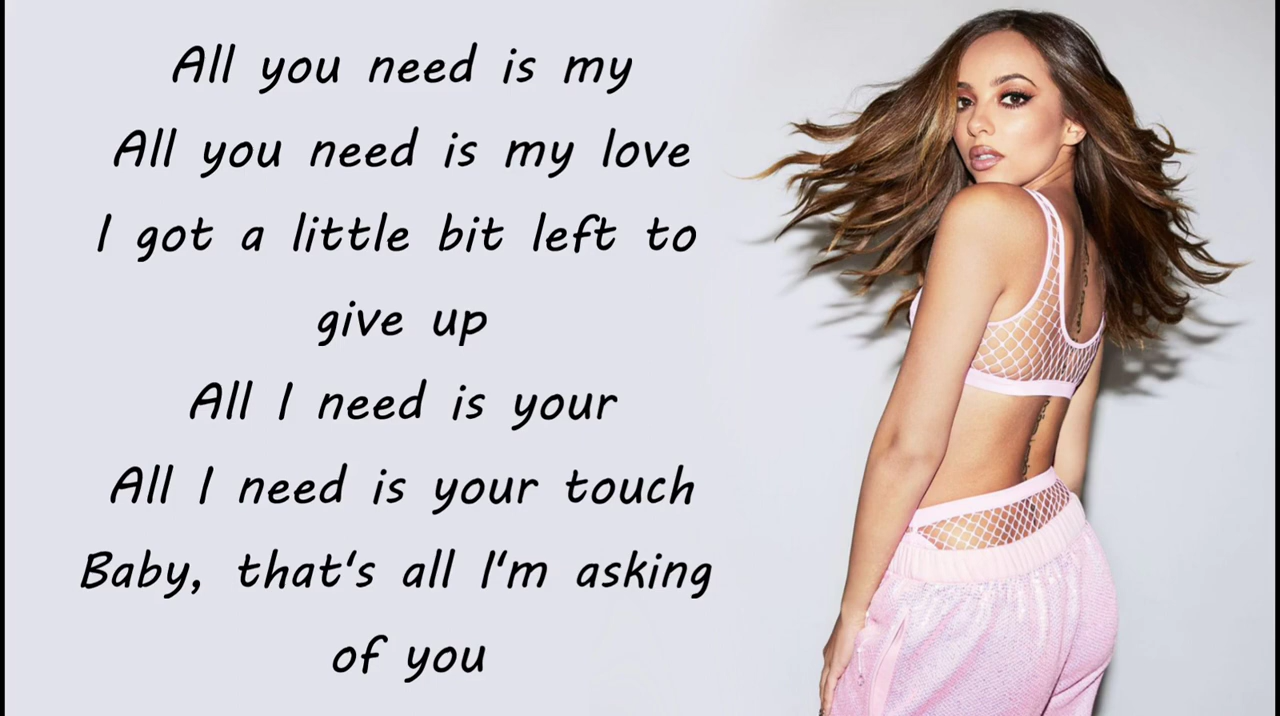 All you need is my
All you need is my love
I got a little bit left to
give up
All I need is your
All I need is your touch
Baby, that's all I'm asking
of you